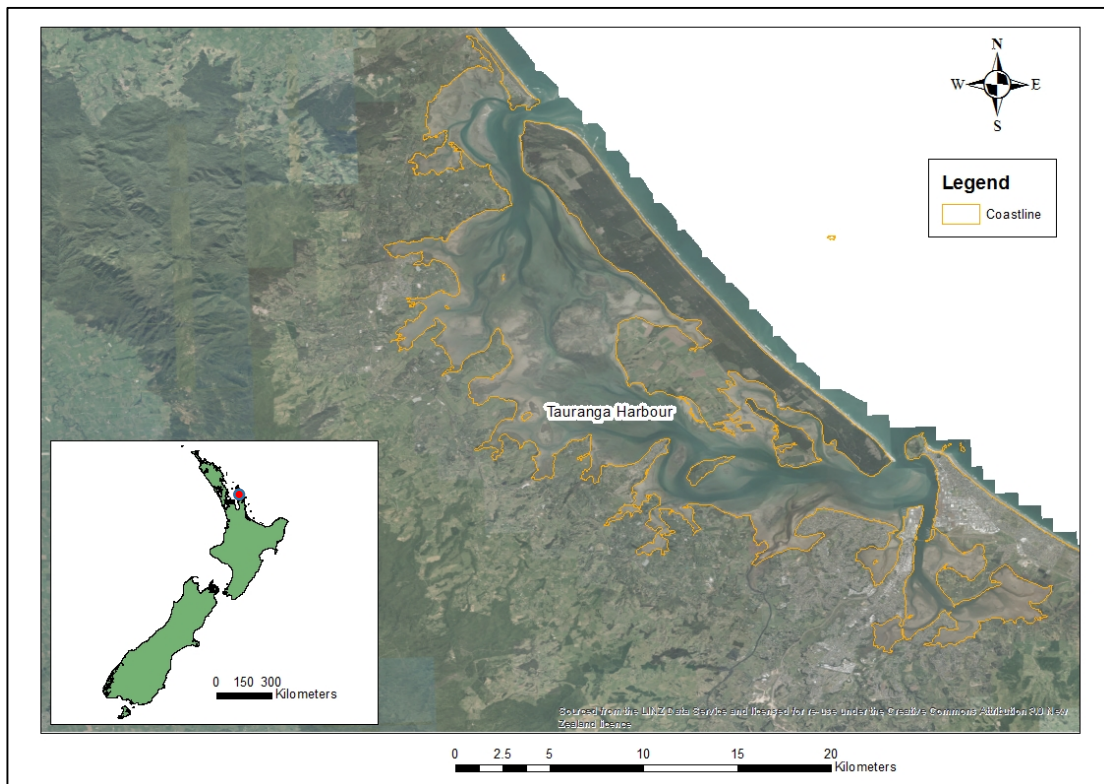 N
W E
S
Legend
Coastline
Tauranga Harbour
0 150 300
Kilometers
Sourced from the LINZ Data Service and licensed for re-use under the Creative Commons Attribution 3.0 New
Zealand licence
0 2.5 5 10 15 20
Kilometers